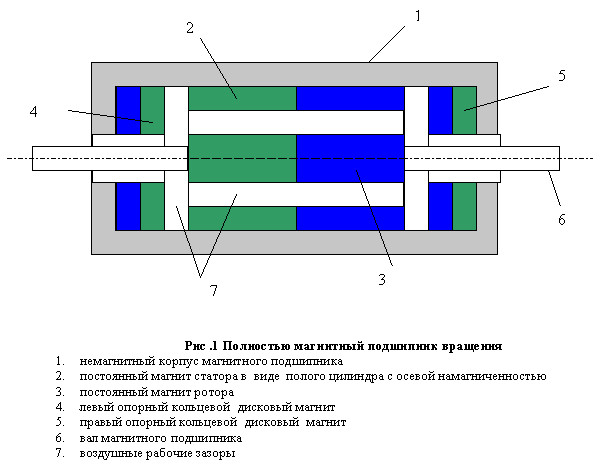 1
2
5
4
6
3
7
Рис .1 Полностью магнитный подшипник вращения
1. немагнитный корпус магнитного подшипника
2. постоянный магнит статора в виде полого цилиндра с осевой намагниченностью
3. постоянный магнит ротора
4. левый опорный кольцевой дисковый магнит
5. правый опорный кольцевой дисковый магнит
6. вал магнитного подшипника
7. воздушные рабочие зазоры